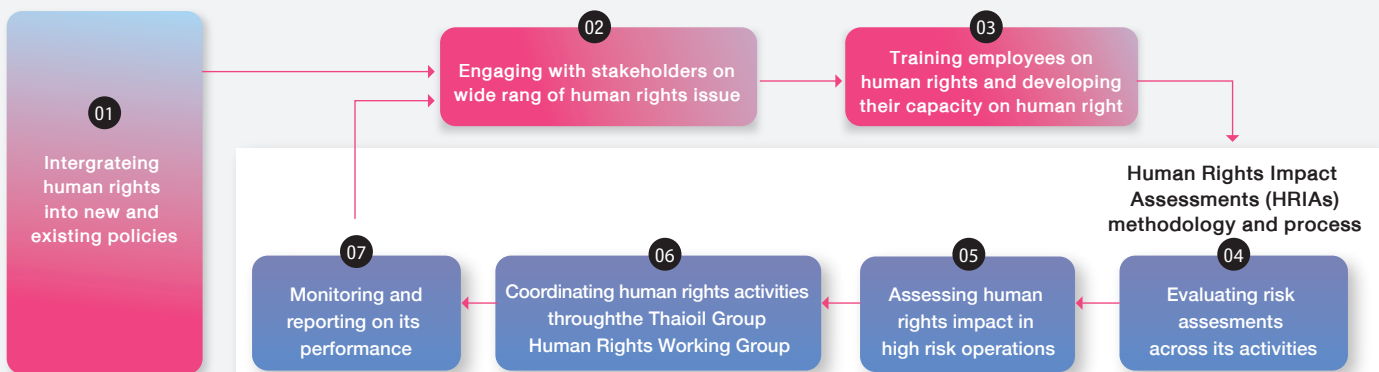 01
Intergrateing
human rights
into new and
existing policies
02
Engaging with stakeholders on
wide rang of human rights issue
03
Training employees on
human rights and developing
their capacity on human right
Human Rights Impact
Assessments (HRIAs)
methodology and process
04
Evaluating risk
assesments
across its activities
05
Assessing human
rights impact in
high risk operations
06
Coordinating human rights activities
throughthe Thaioil Group
Human Rights Working Group
07
Monitoring and
reporting on its
performance